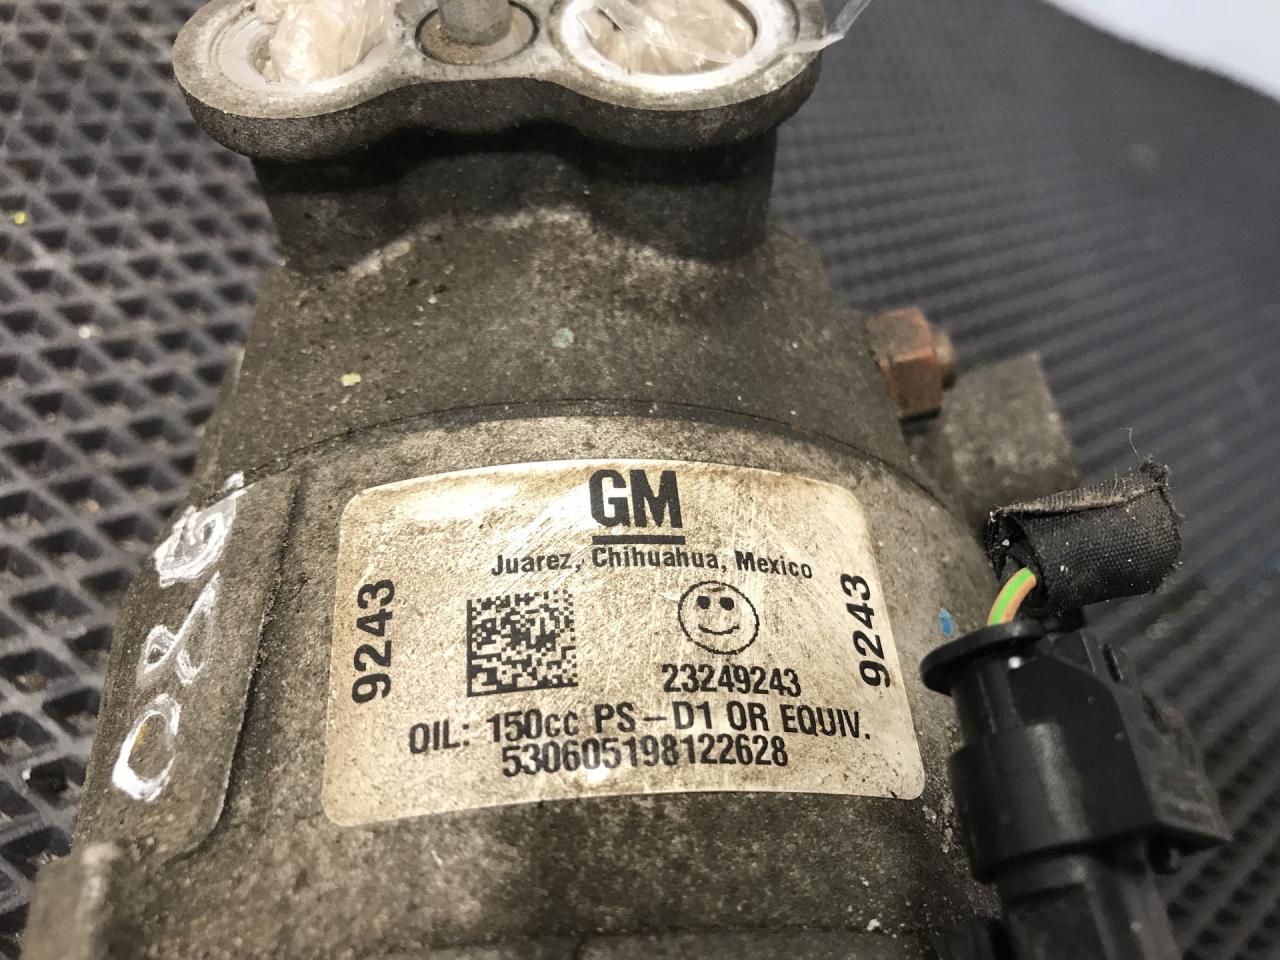 GM
Juarez, Chihuahua, Mexico
9243
9243
23249243
OIL: 150cc PS-D1 OR EQUIV.
530605198122628